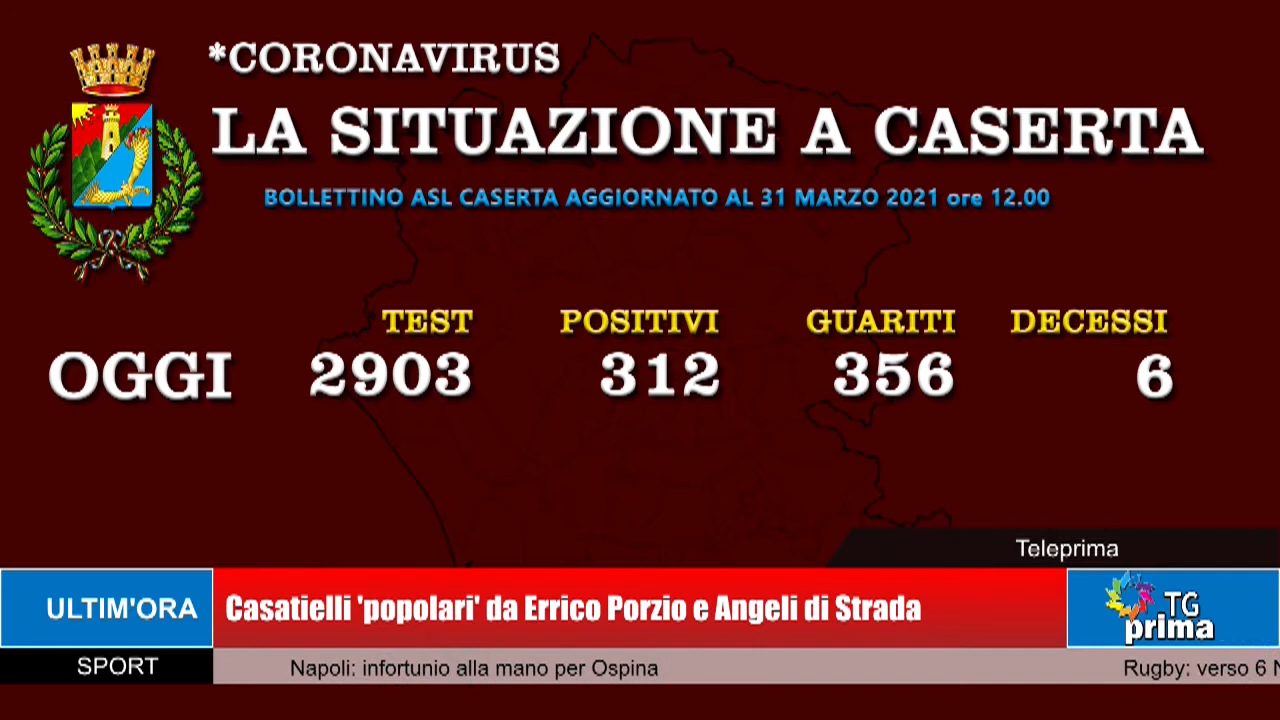 *CORONAVIRUS
LA SITUAZIONE A CASERTA
BOLLETTINO ASL CASERTA AGGIORNATO AL 31 MARZO 2021 ore 12.00
TEST POSITIVI GUARITI DECESSI
OGGI 2903 312 356 6
Teleprima
ULTIM'ORA Casatielli 'popolari' da Errico Porzio e Angeli di Strada
TG
prima
SPORT Napoli: infortunio alla mano per Ospina Rugby: verso 6 N